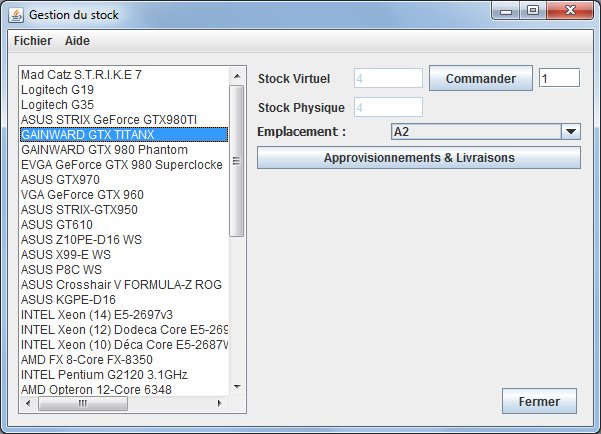 Gestion du stock
Fichier Aide
Mad Catz S.T.R.I.K.E 7
Logitech G19
Logitech G35
ASUS STRIX GeForce GTX980TI
GAINWARD GTX TITANX
GAINWARD GTX 980 Phantom
EVGA GeForce GTX 980 Superclocke
ASUS GTX970
VGA GeForce GTX 960
ASUS STRIX-GTX950
ASUS GT610
ASUS Z10PE-D16 WS
ASUS X99-E WS
ASUS P8C WS
ASUS Crosshair V FORMULA-Z ROG
ASUS KGPE-D16
INTEL Xeon (14) E5-2697v3
INTEL Xeon (12) Dodeca Core E5-269
INTEL Xeon (10) Déca Core E5-2687W
AMD FX 8-Core FX-8350
INTEL Pentium G2120 3.1GHz
AMD Opteron 12-Core 6348
Stock Virtuel 4 Commander 1
Stock Physique 4
Emplacement : A2
Approvisionnements & Livraisons
Fermer